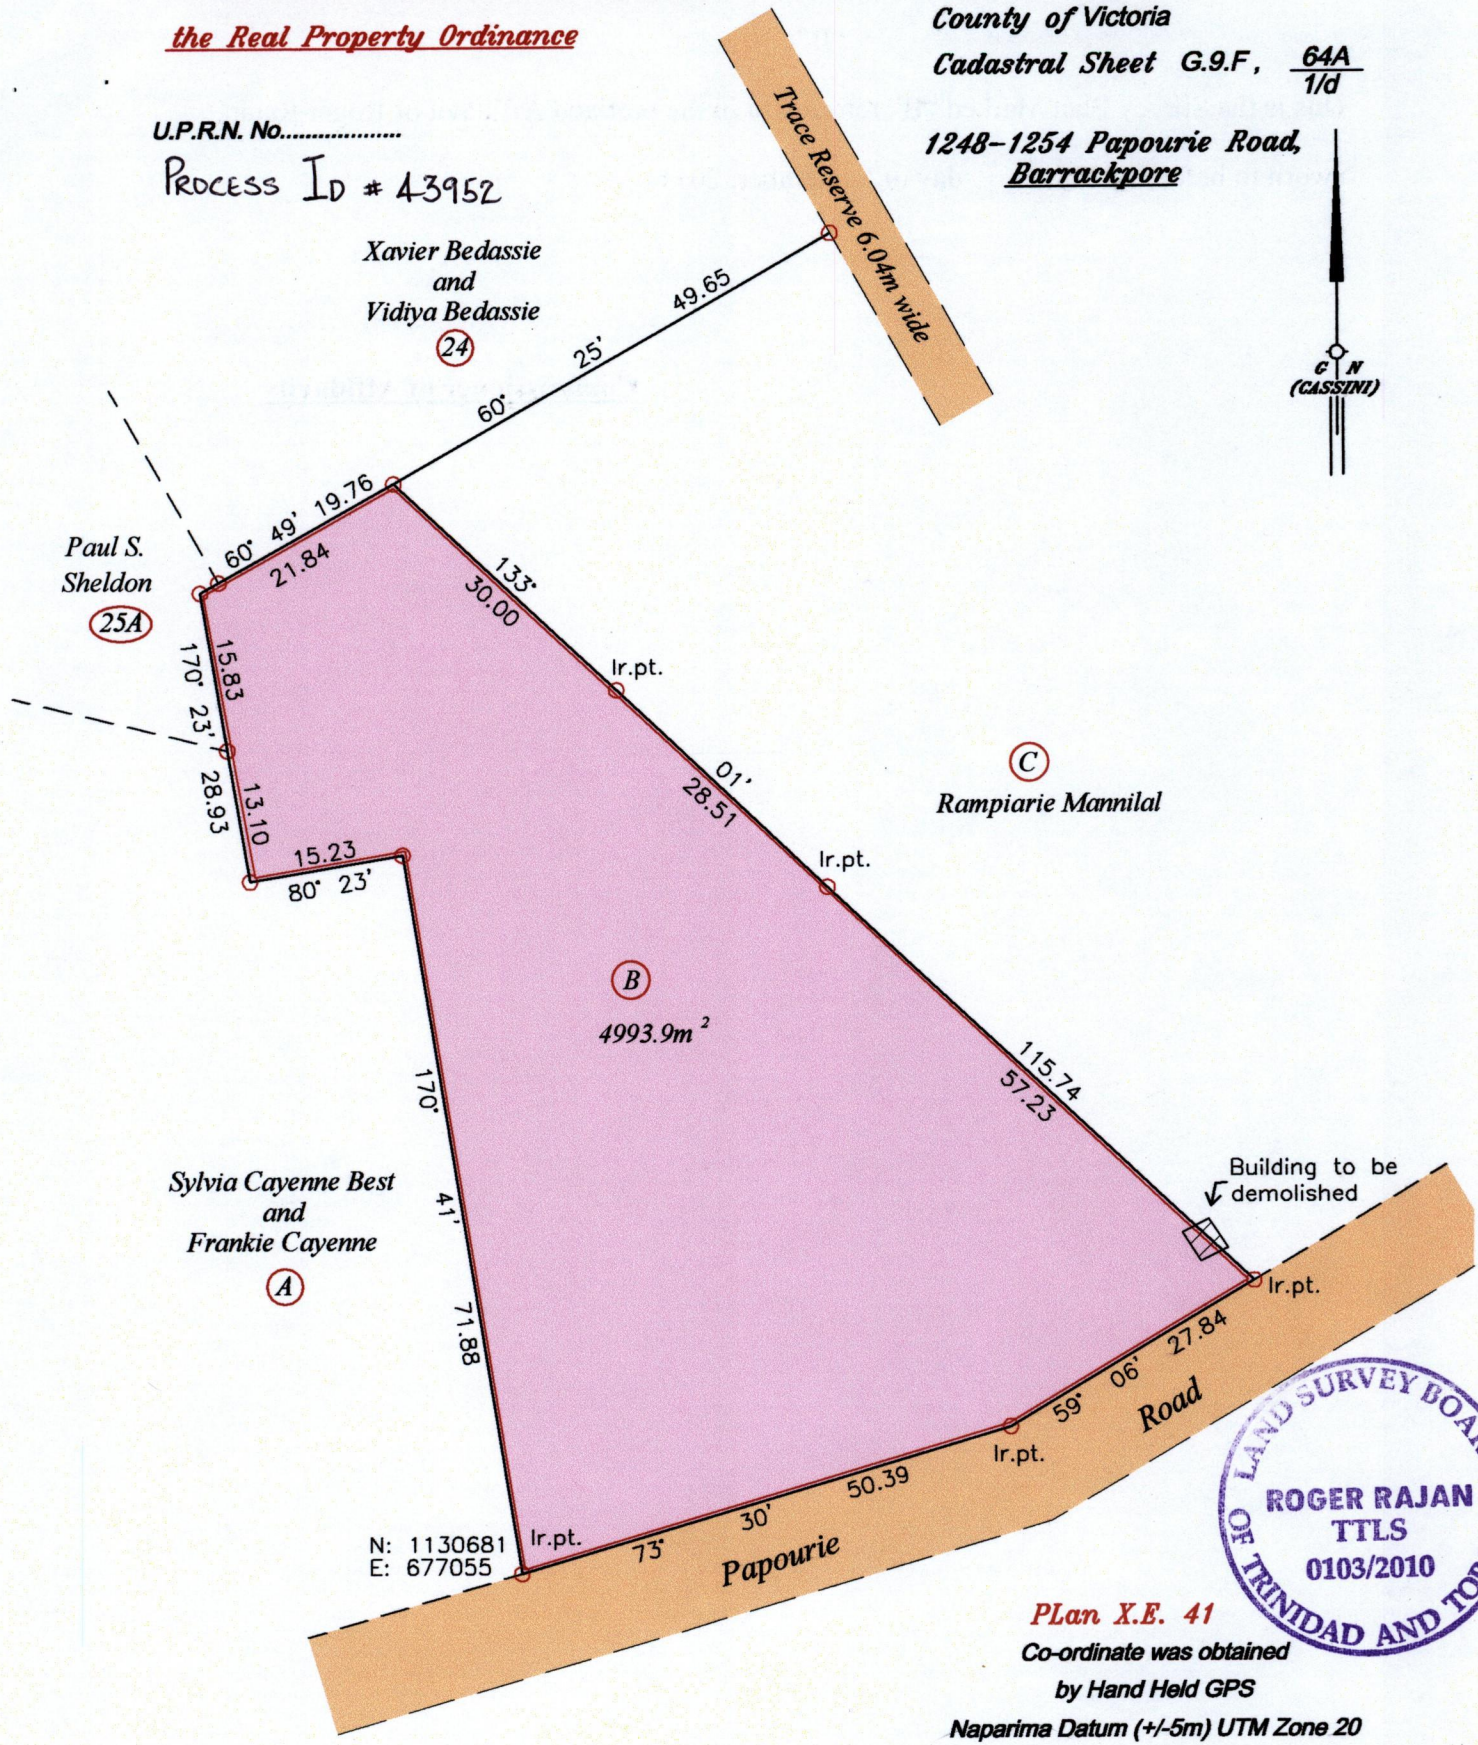 the Real Property Ordinance
County of Victoria
Cadastral Sheet G.9.F, 64A
1/d
U.P.R.N. No...................
PROCESS ID # 43952
1248-1254 Papourie Road,
Barrackpore
Trace Reserve 6.04m wide
Xavier Bedassie
and
Vidiya Bedassie
24
G N
(CASSINI)
60° 25' 49.65
60° 49' 19.76
21.84
Paul S.
Sheldon
25A
133° 01' 115.74
30.00
Ir.pt.
28.51
Ir.pt.
57.23
170° 23' 28.93
15.83
13.10
15.23
80° 23'
C
Rampiarie Mannilal
B
4993.9m²
170° 41' 71.88
Sylvia Cayenne Best
and
Frankie Cayenne
A
Building to be
demolished
Ir.pt.
59° 06' 27.84
Ir.pt.
73° 30' 50.39
Ir.pt.
N: 1130681
E: 677055
Papourie Road
LAND SURVEY BOAR
ROGER RAJAN
TTLS
0103/2010
OF TRINIDAD AND TOB
PLan X.E. 41
Co-ordinate was obtained
by Hand Held GPS
Naparima Datum (+/-5m) UTM Zone 20